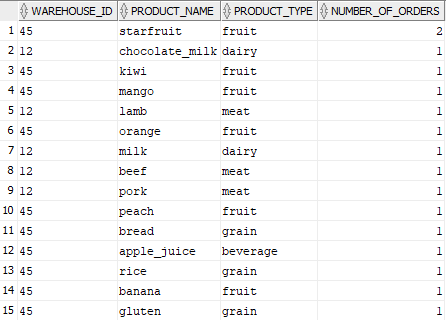 WAREHOUSE_ID PRODUCT_NAME PRODUCT_TYPE NUMBER_OF_ORDERS
1 45 starfruit fruit 2
2 12 chocolate_milk dairy 1
3 45 kiwi fruit 1
4 45 mango fruit 1
5 12 lamb meat 1
6 45 orange fruit 1
7 12 milk dairy 1
8 12 beef meat 1
9 12 pork meat 1
10 45 peach fruit 1
11 45 bread grain 1
12 45 apple_juice beverage 1
13 45 rice grain 1
14 45 banana fruit 1
15 45 gluten grain 1